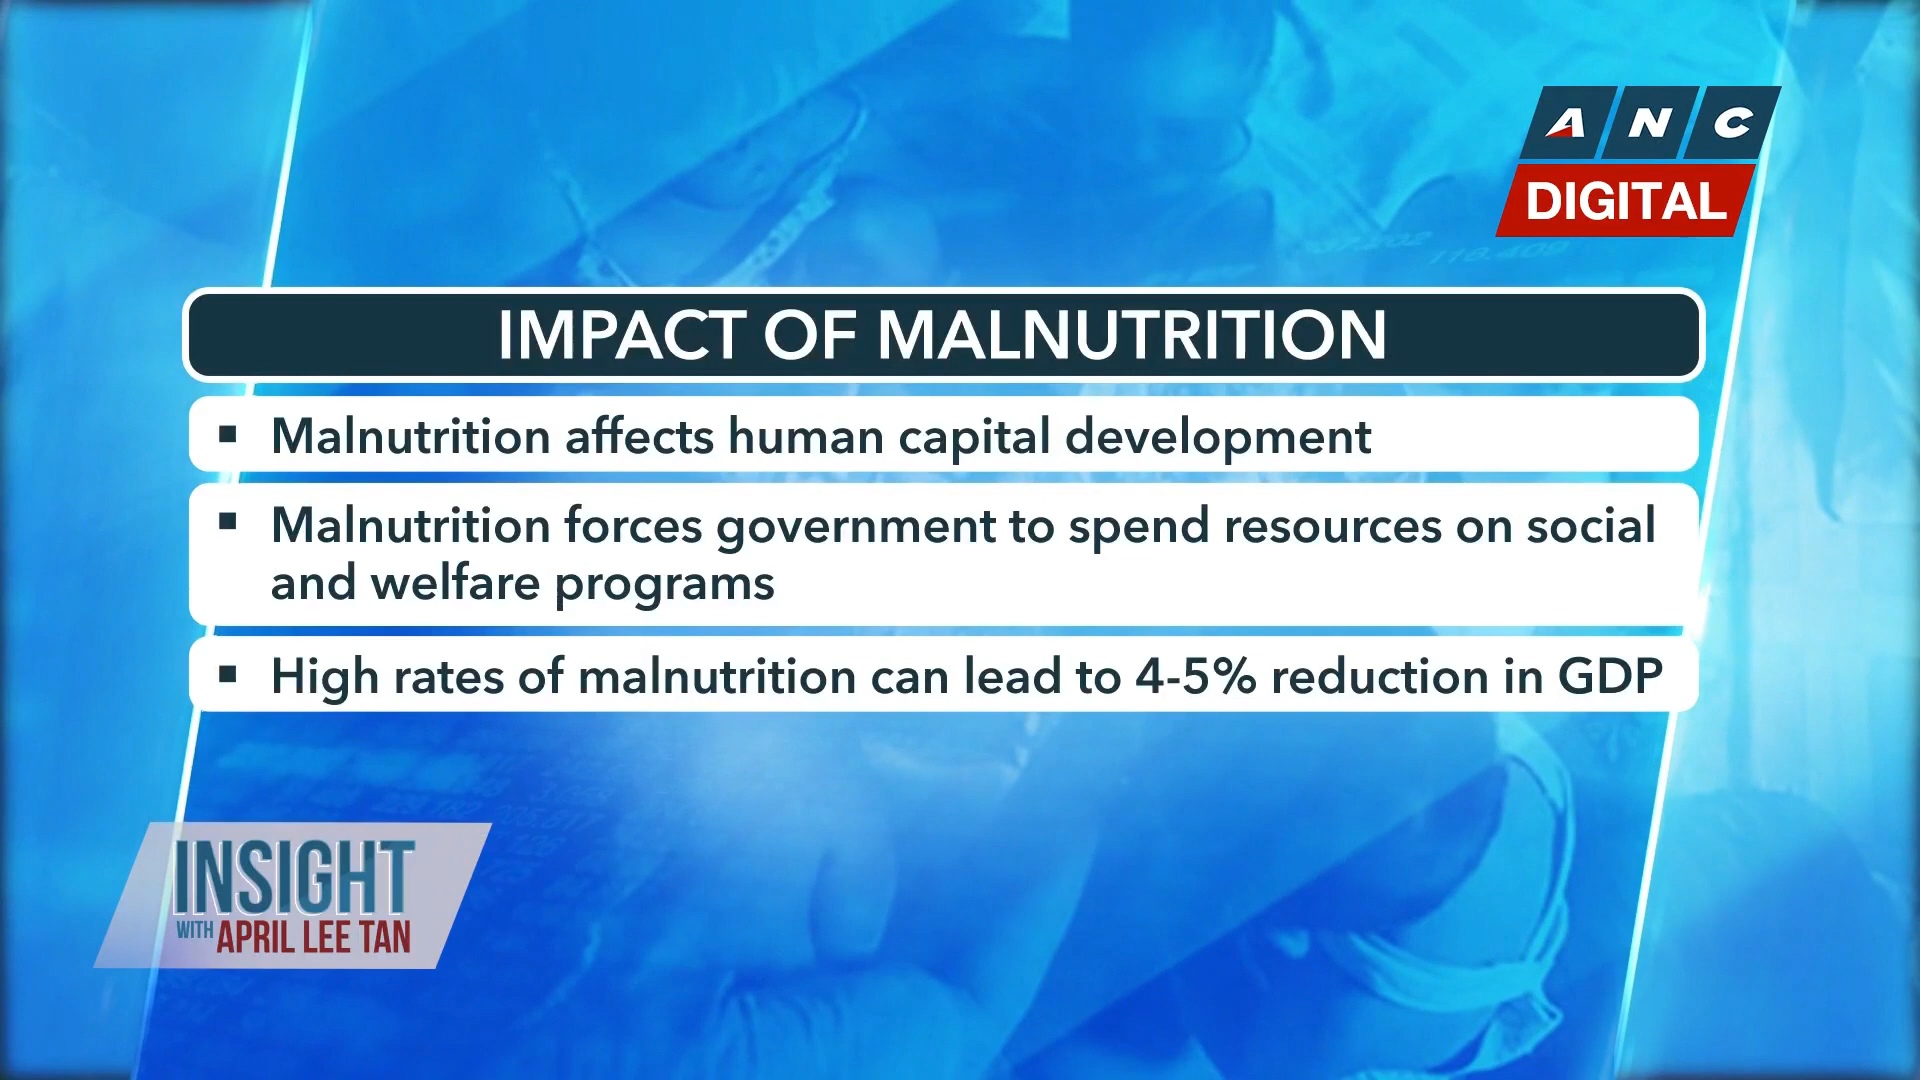 ANC
DIGITAL
IMPACT OF MALNUTRITION
▪ Malnutrition affects human capital development
▪ Malnutrition forces government to spend resources on social
and welfare programs
▪ High rates of malnutrition can lead to 4-5% reduction in GDP
INSIGHT
WITH APRIL LEE TAN